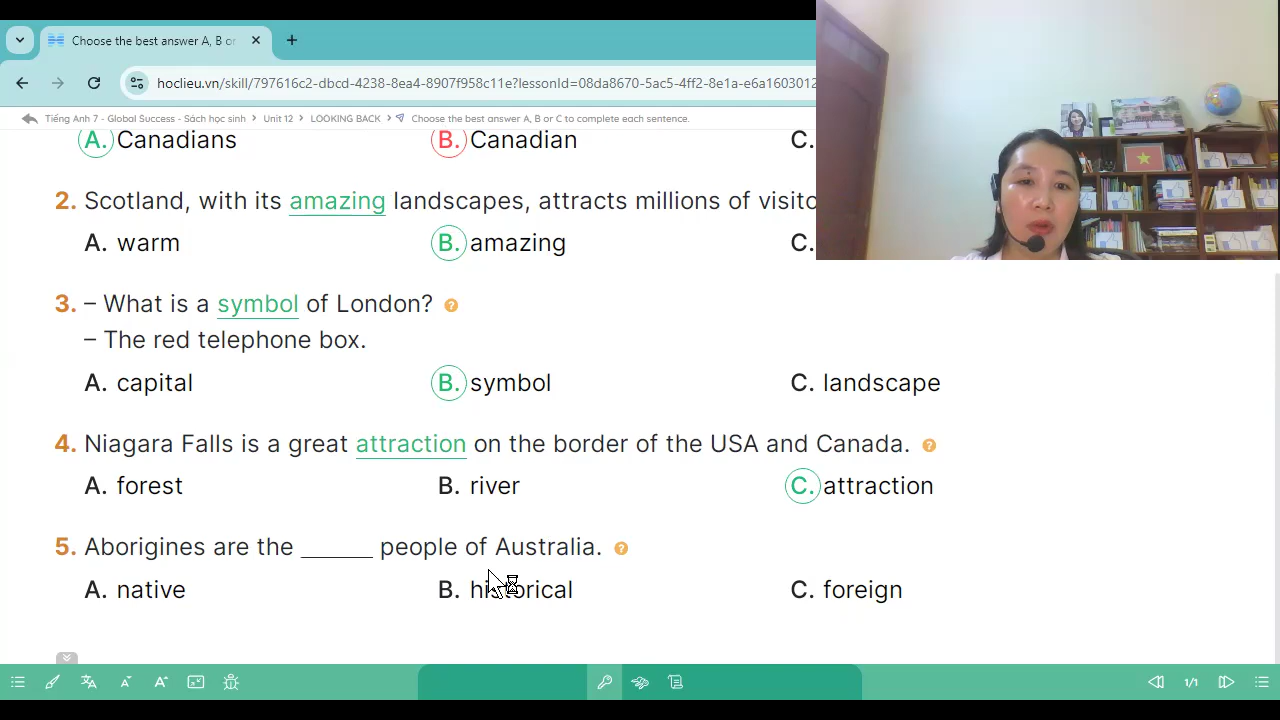 Choose the best answer A, B or
hoclieu.vn/skill/797616c2-dbcd-4238-8ea4-8907f958c11e?lessonId=08da8670-5ac5-4ff2-8e1a-e6a1603012
Tiếng Anh 7 - Global Success - Sách học sinh > Unit 12 > LOOKING BACK > Choose the best answer A, B or C to complete each sentence.
A. Canadians B. Canadian C.
2. Scotland, with its amazing landscapes, attracts millions of visito
A. warm B. amazing C.
3. – What is a symbol of London?
– The red telephone box.
A. capital B. symbol C. landscape
4. Niagara Falls is a great attraction on the border of the USA and Canada.
A. forest B. river C. attraction
5. Aborigines are the ______ people of Australia.
A. native B. historical C. foreign
1/1